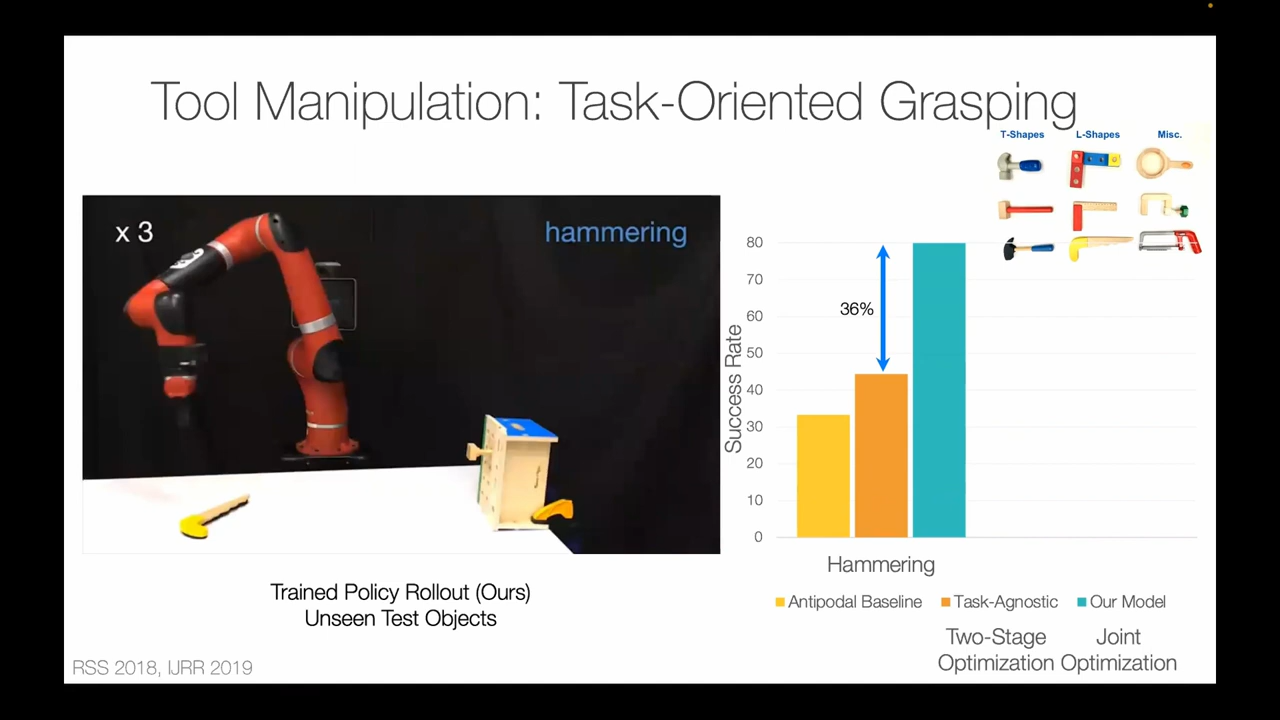 Tool Manipulation: Task-Oriented Grasping
T-Shapes L-Shapes Misc.
x 3 hammering
80
70
60
50
40
30
20
10
0
36%
Success Rate
Hammering
Antipodal Baseline Task-Agnostic Our Model
Two-Stage Joint
Optimization Optimization
Trained Policy Rollout (Ours)
Unseen Test Objects
RSS 2018, IJRR 2019